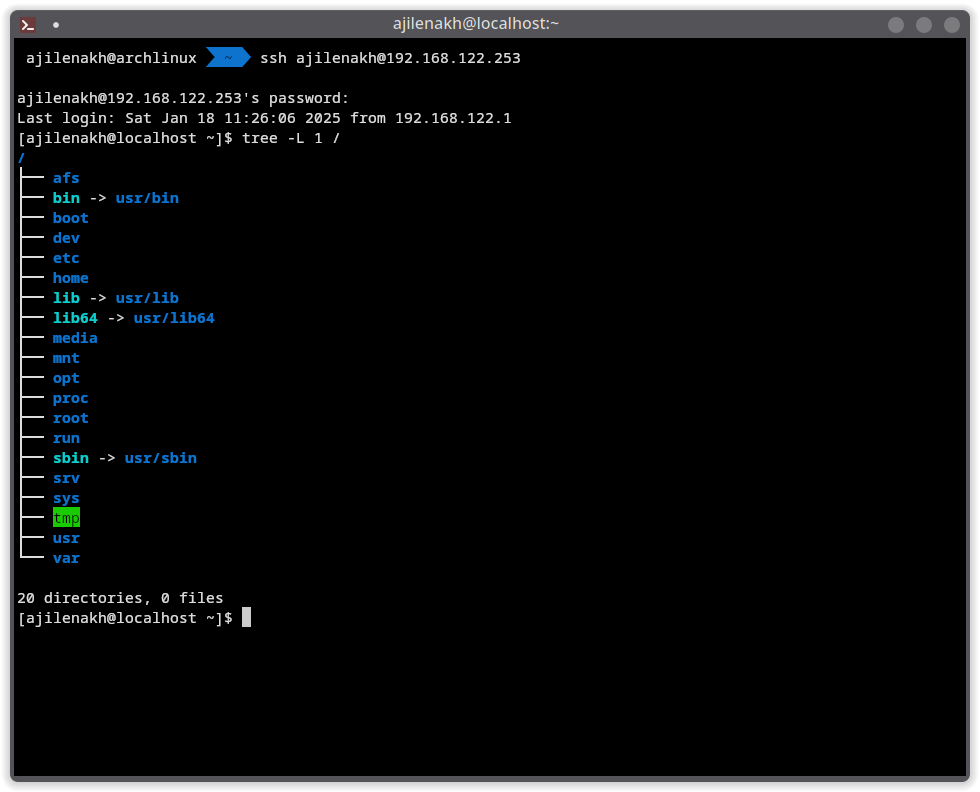 ajilenakh@localhost:~
ajilenakh@archlinux ~ ssh ajilenakh@192.168.122.253
ajilenakh@192.168.122.253's password:
Last login: Sat Jan 18 11:26:06 2025 from 192.168.122.1
[ajilenakh@localhost ~]$ tree -L 1 /
/
├── afs
├── bin -> usr/bin
├── boot
├── dev
├── etc
├── home
├── lib -> usr/lib
├── lib64 -> usr/lib64
├── media
├── mnt
├── opt
├── proc
├── root
├── run
├── sbin -> usr/sbin
├── srv
├── sys
├── tmp
├── usr
└── var
20 directories, 0 files
[ajilenakh@localhost ~]$